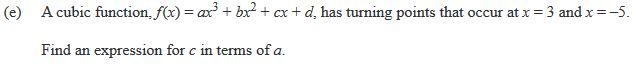 (e) A cubic function, f(x) = ax³ + bx² + cx + d, has turning points that occur at x = 3 and x = −5.
Find an expression for c in terms of a.